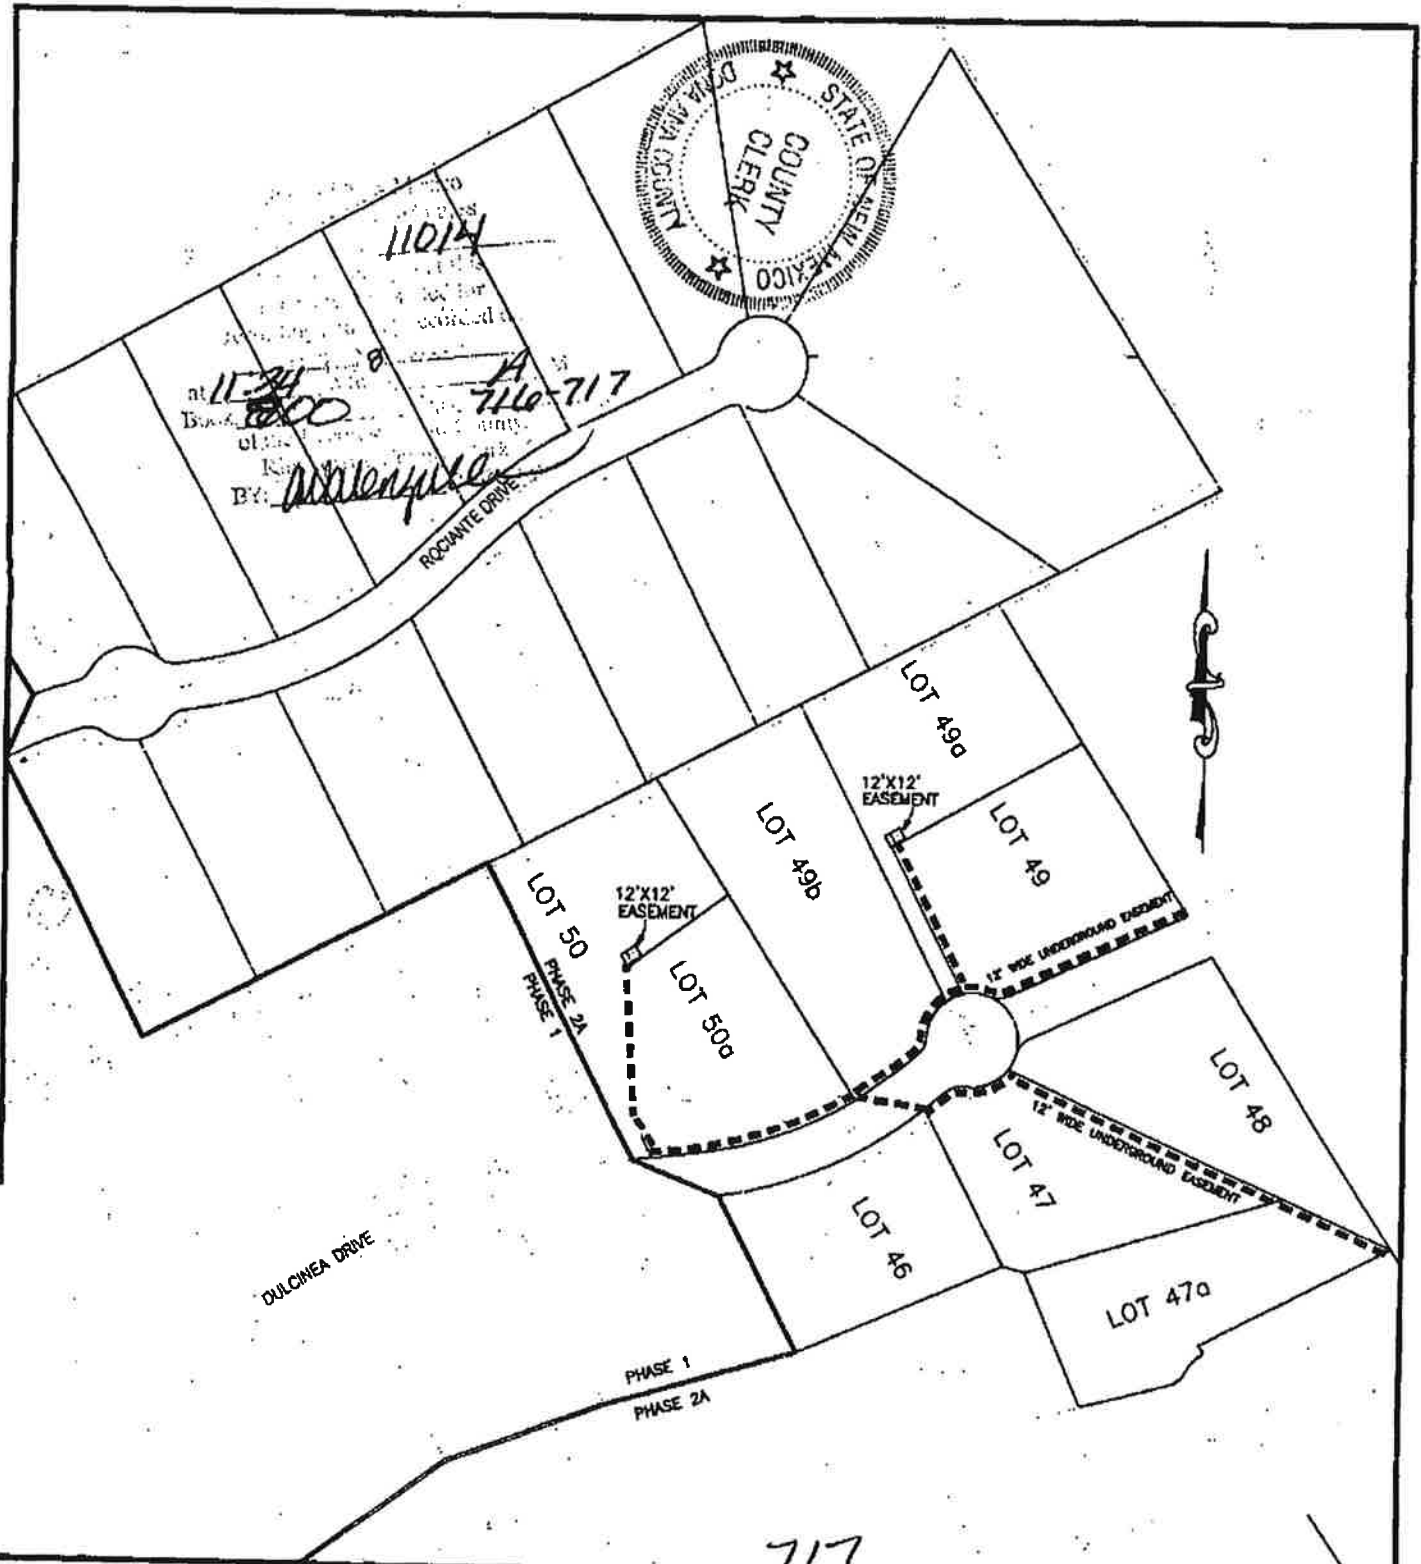 DONA ANA COUNTY
STATE OF NEW MEXICO
COUNTY
CLERK
11014
at 11:34
8
A
Book
716-717
BY:
ROCIANTE DRIVE
LOT 49a
12'X12'
EASEMENT
LOT 49
LOT 49b
LOT 50
12'X12'
EASEMENT
PHASE 2A
PHASE 1
LOT 50a
12' WIDE UNDERGROUND EASEMENT
LOT 48
12' WIDE UNDERGROUND EASEMENT
LOT 47
LOT 46
LOT 47a
DULCINEA DRIVE
PHASE 1
PHASE 2A
717